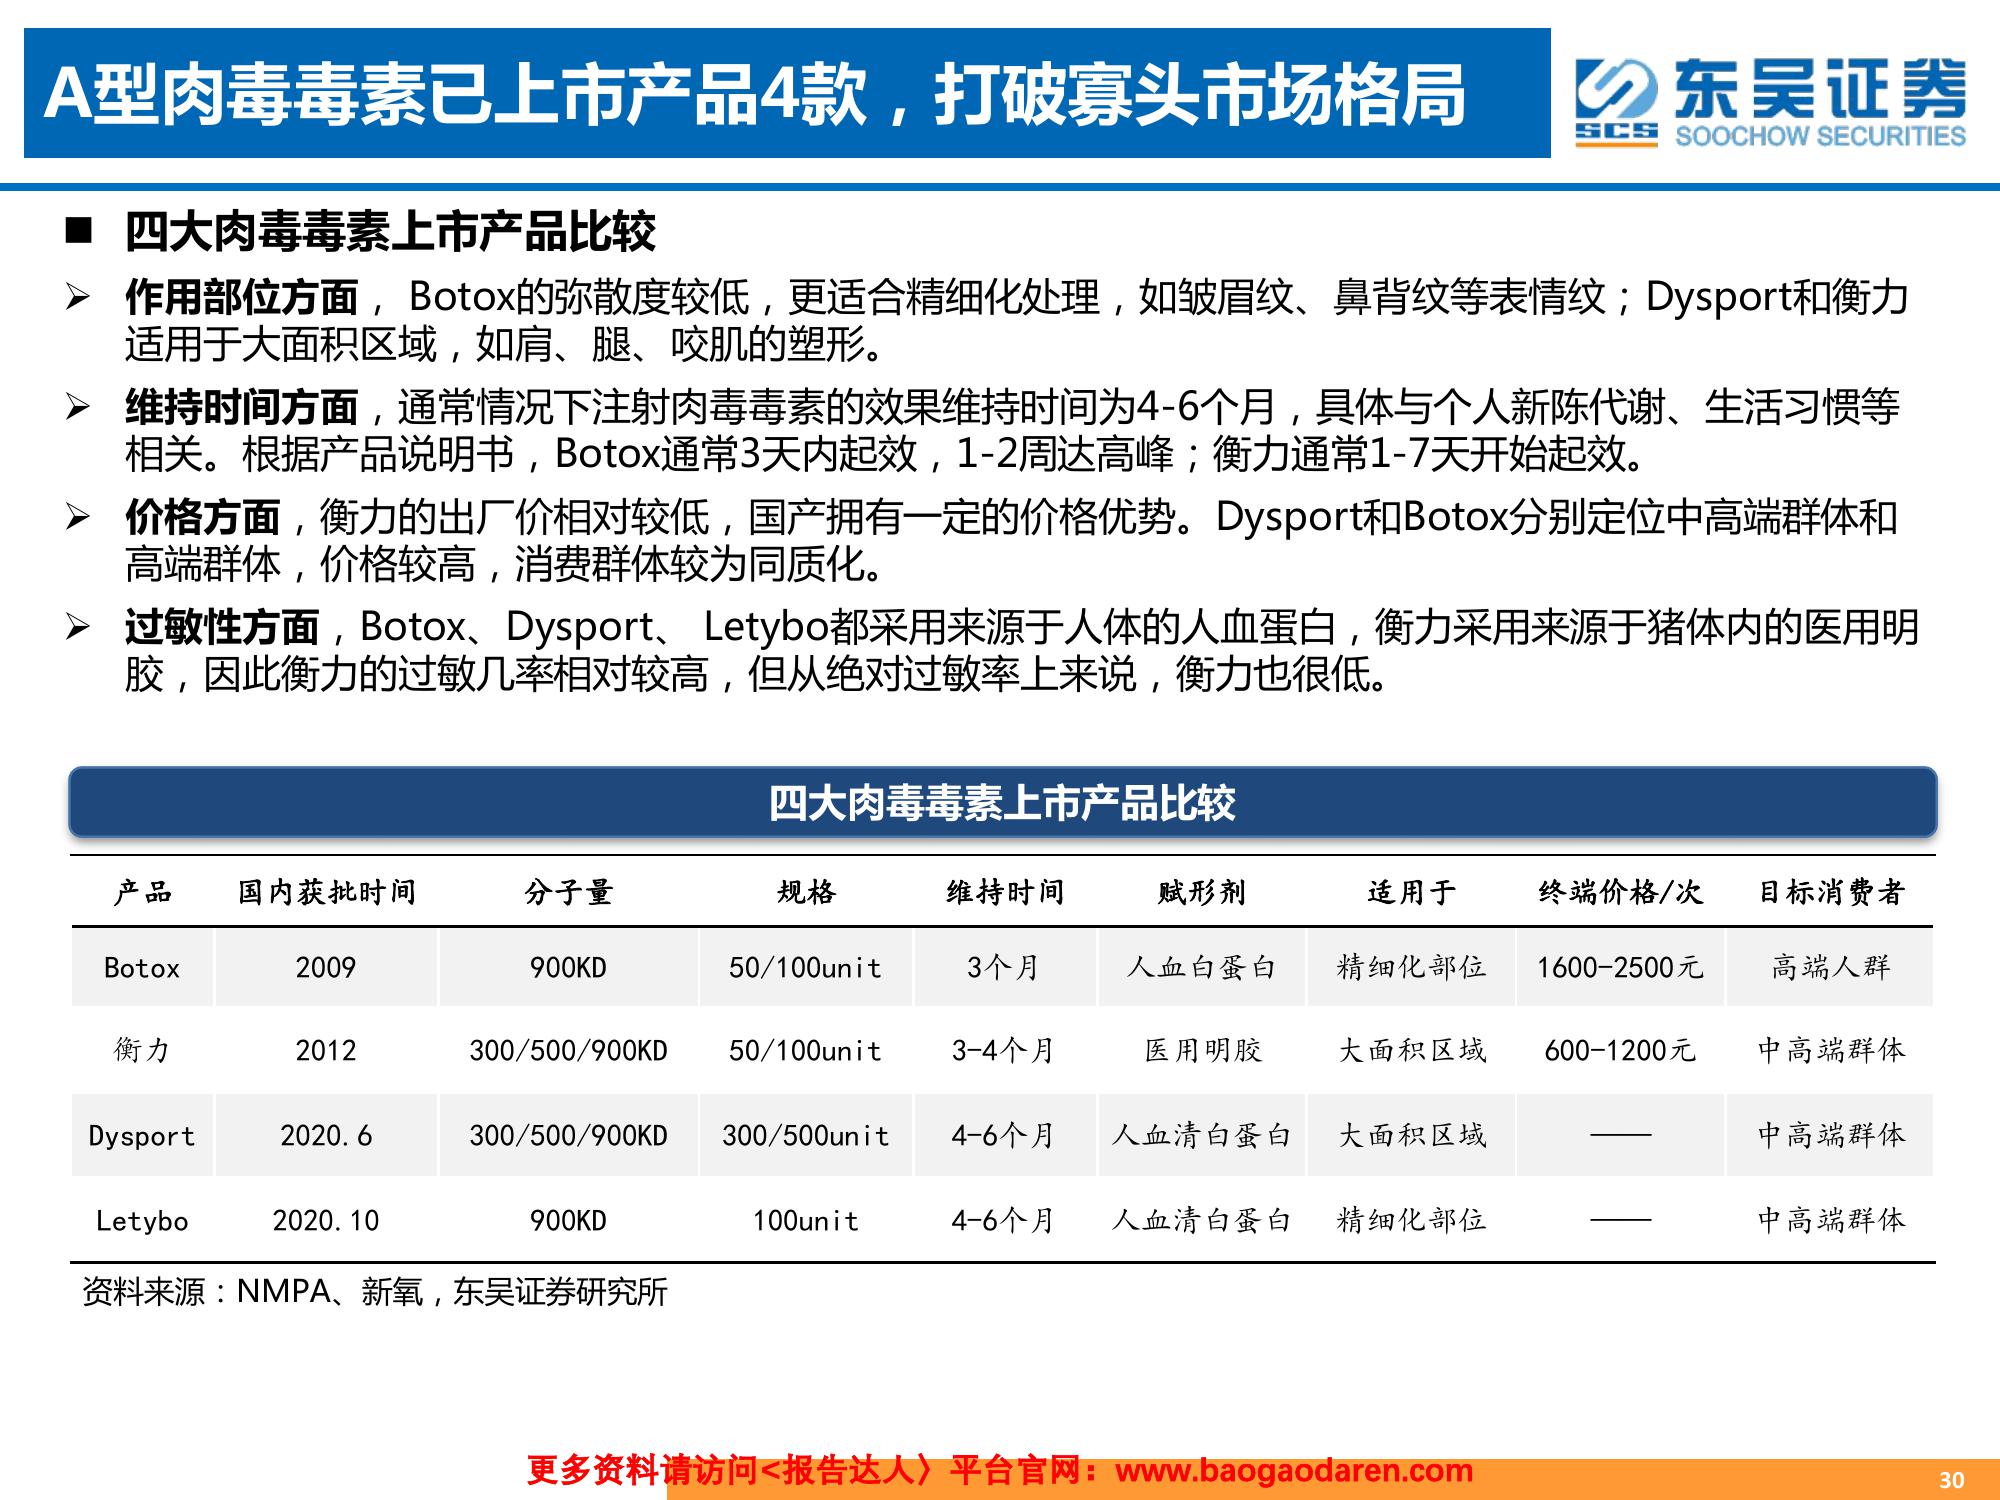 A型肉毒毒素已上市产品4款，打破寡头市场格局
SCS
东吴证券
SOOCHOW SECURITIES
■ 四大肉毒毒素上市产品比较
➢ 作用部位方面， Botox的弥散度较低，更适合精细化处理，如皱眉纹、鼻背纹等表情纹；Dysport和衡力
适用于大面积区域，如肩、腿、咬肌的塑形。
➢ 维持时间方面，通常情况下注射肉毒毒素的效果维持时间为4-6个月，具体与个人新陈代谢、生活习惯等
相关。根据产品说明书，Botox通常3天内起效，1-2周达高峰；衡力通常1-7天开始起效。
➢ 价格方面，衡力的出厂价相对较低，国产拥有一定的价格优势。Dysport和Botox分别定位中高端群体和
高端群体，价格较高，消费群体较为同质化。
➢ 过敏性方面，Botox、Dysport、 Letybo都采用来源于人体的人血蛋白，衡力采用来源于猪体内的医用明
胶，因此衡力的过敏几率相对较高，但从绝对过敏率上来说，衡力也很低。
四大肉毒毒素上市产品比较
产品 国内获批时间 分子量 规格 维持时间 赋形剂 适用于 终端价格/次 目标消费者
Botox 2009 900KD 50/100unit 3个月 人血白蛋白 精细化部位 1600-2500元 高端人群
衡力 2012 300/500/900KD 50/100unit 3-4个月 医用明胶 大面积区域 600-1200元 中高端群体
Dysport 2020.6 300/500/900KD 300/500unit 4-6个月 人血清白蛋白 大面积区域 —— 中高端群体
Letybo 2020.10 900KD 100unit 4-6个月 人血清白蛋白 精细化部位 —— 中高端群体
资料来源：NMPA、新氧，东吴证券研究所
更多资料请访问<报告达人〉平台官网：www.baogaodaren.com
30